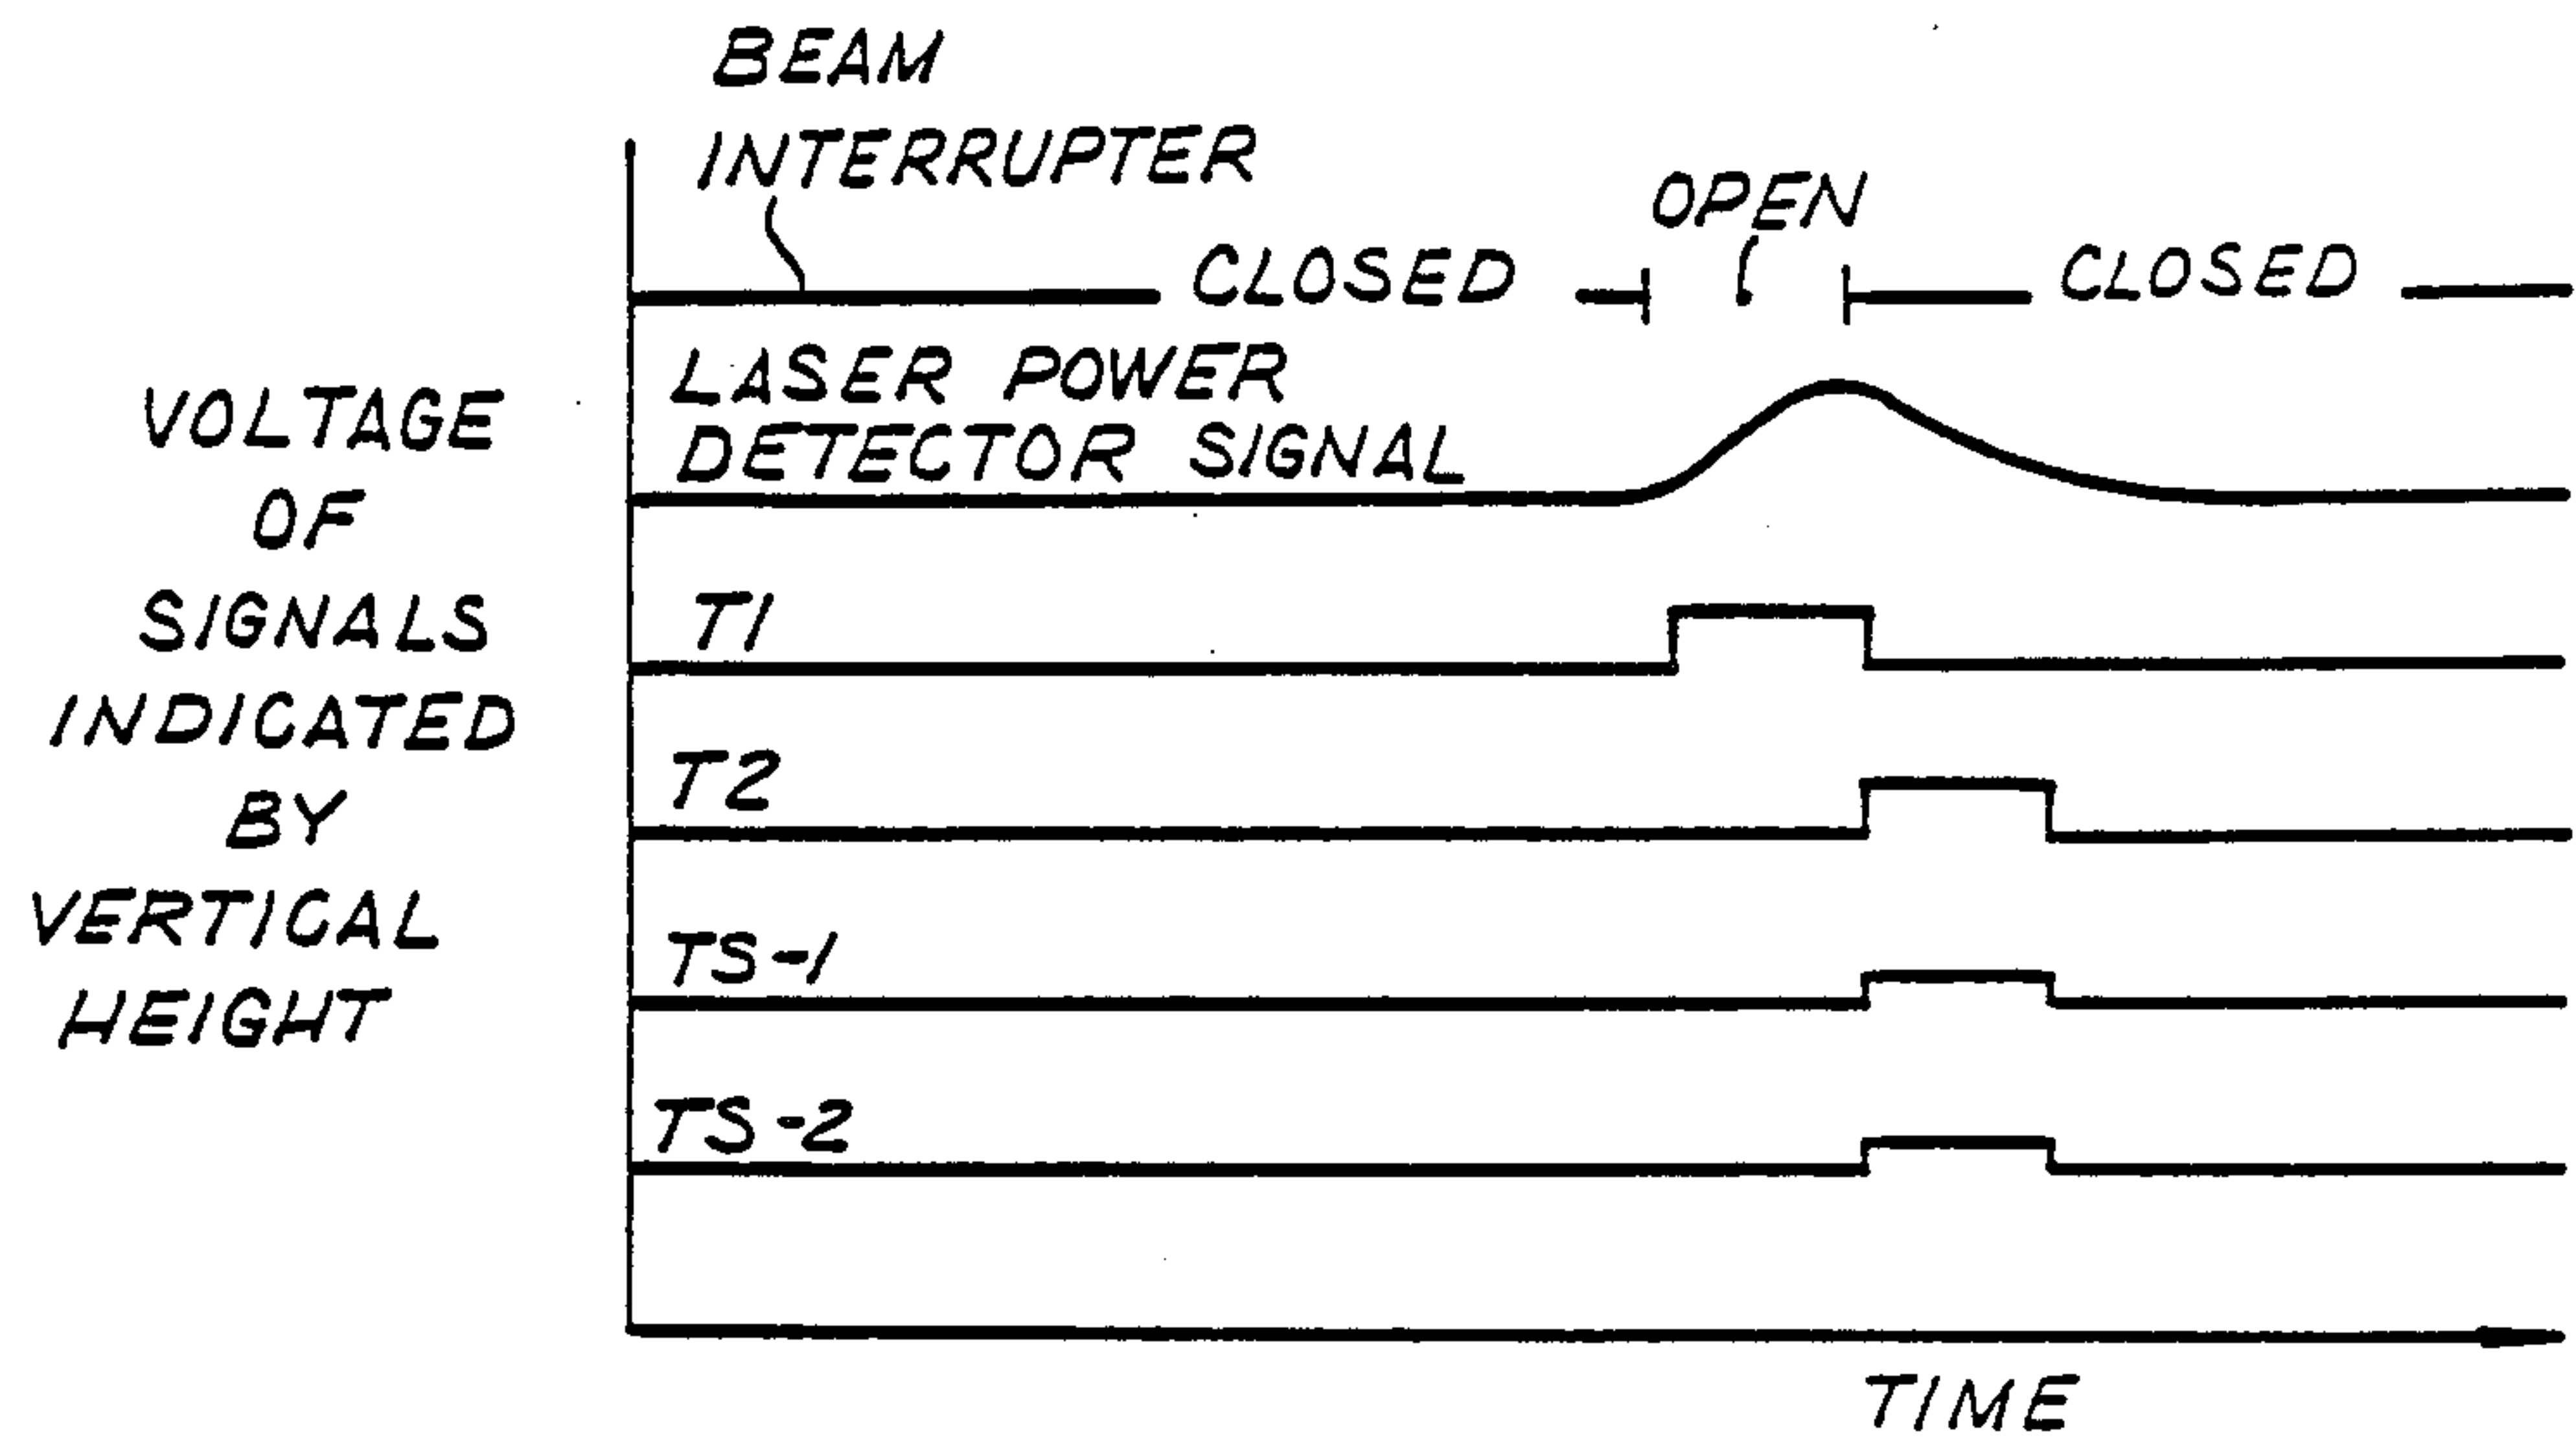 BEAM
INTERRUPTER
OPEN
CLOSED
CLOSED
LASER POWER
DETECTOR SIGNAL
VOLTAGE
OF
SIGNALS
INDICATED
BY
VERTICAL
HEIGHT
T1
T2
TS-1
TS-2
TIME